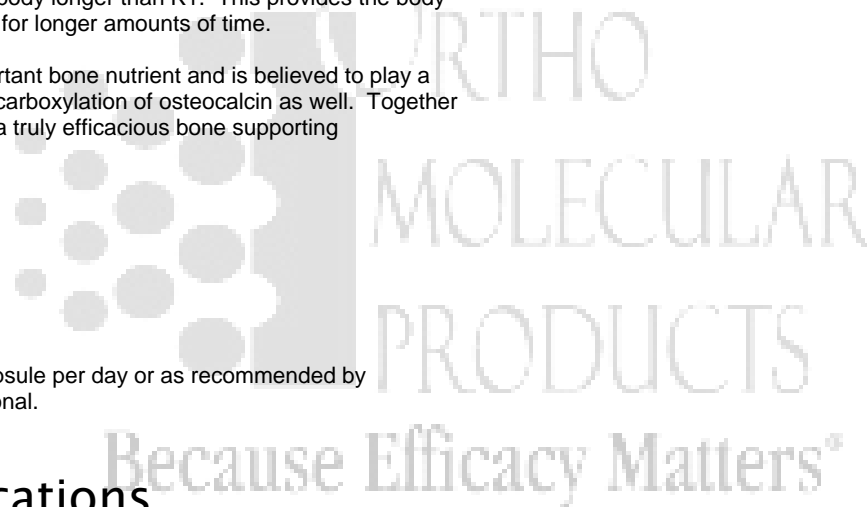 body longer than K1. This provides the body
for longer amounts of time.
rtant bone nutrient and is believed to play a
carboxylation of osteocalcin as well. Together
a truly efficacious bone supporting
ORTHO
MOLECULAR
PRODUCTS
psule per day or as recommended by
onal.
Because Efficacy Matters®
cations